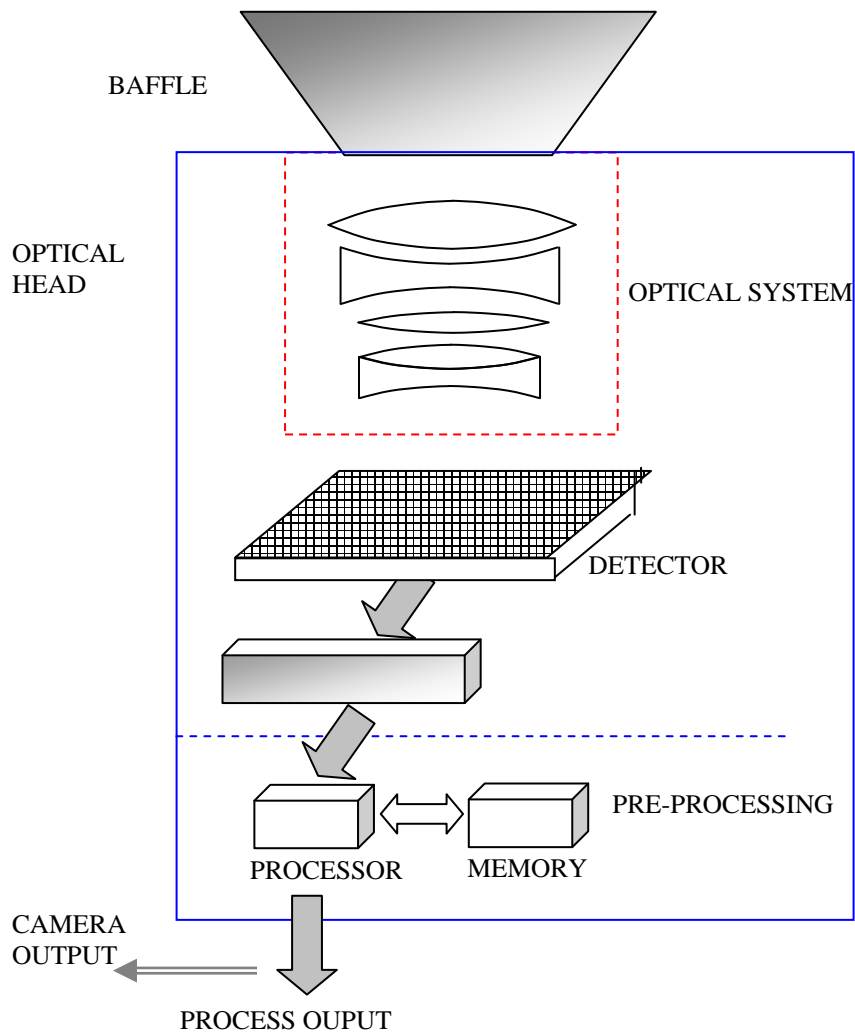 BAFFLE
OPTICAL
HEAD
OPTICAL SYSTEM
DETECTOR
PRE-PROCESSING
PROCESSOR
MEMORY
CAMERA
OUTPUT
PROCESS OUPUT